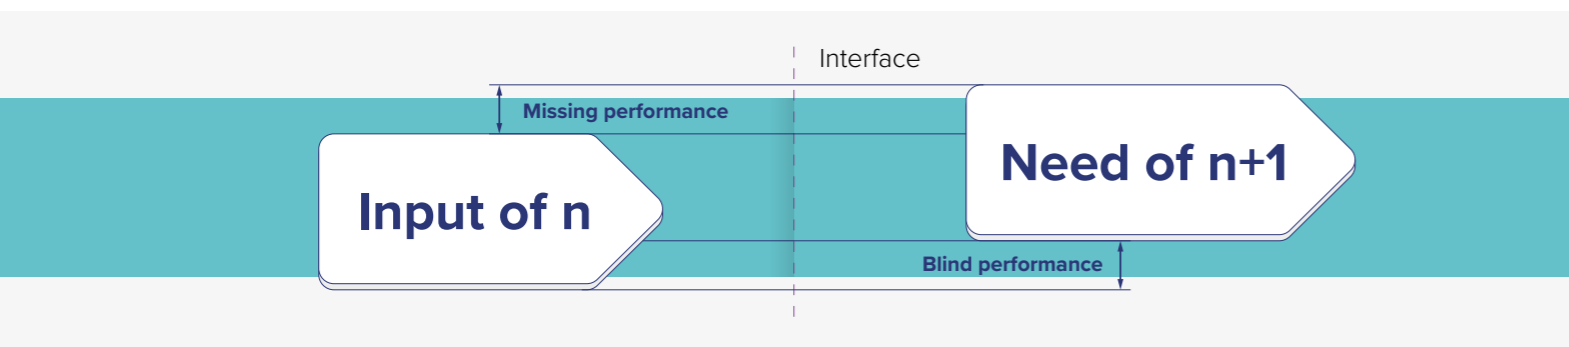 Interface
Missing performance
Need of n+1
Input of n
Blind performance